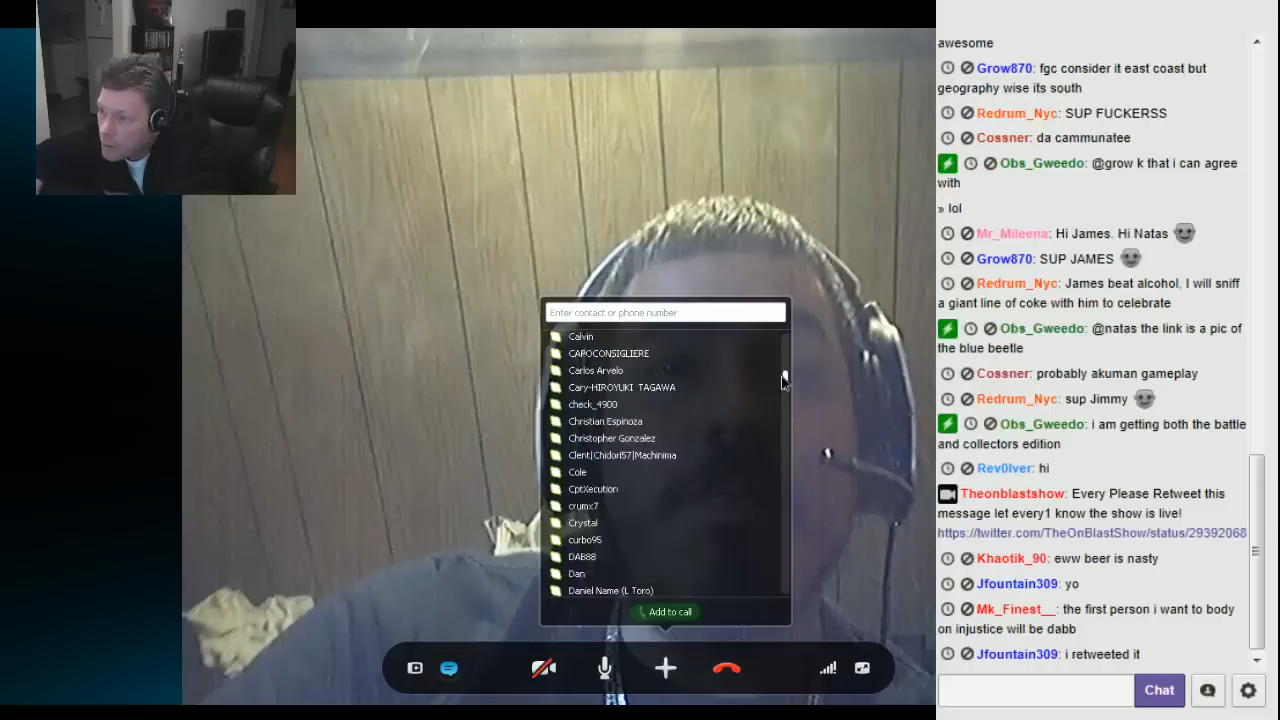 Enter contact or phone number
Calvin
CAPOCONSIGLIERE
Carlos Arvelo
Cary-HIROYUKI TAGAWA
check_4900
Christian Espinoza
Christopher Gonzalez
Clent|Chidori57|Machinima
Cole
CptXecution
crumx7
Crystal
curbo95
DAB88
Dan
Daniel Name (L Toro)
Add to call
awesome
Grow870: fgc consider it east coast but
geography wise its south
Redrum_Nyc: SUP FUCKERSS
Cossner: da cammunatee
Obs_Gweedo: @grow k that i can agree
with
» lol
Mr_Mileena: Hi James. Hi Natas
Grow870: SUP JAMES
Redrum_Nyc: James beat alcohol, I will sniff
a giant line of coke with him to celebrate
Obs_Gweedo: @natas the link is a pic of
the blue beetle
Cossner: probably akuman gameplay
Redrum_Nyc: sup Jimmy
Obs_Gweedo: i am getting both the battle
and collectors edition
Rev0lver: hi
Theonblastshow: Every Please Retweet this
message let every1 know the show is live!
https://twitter.com/TheOnBlastShow/status/29392068
Khaotik_90: eww beer is nasty
Jfountain309: yo
Mk_Finest__: the first person i want to body
on injustice will be dabb
Jfountain309: i retweeted it
Chat